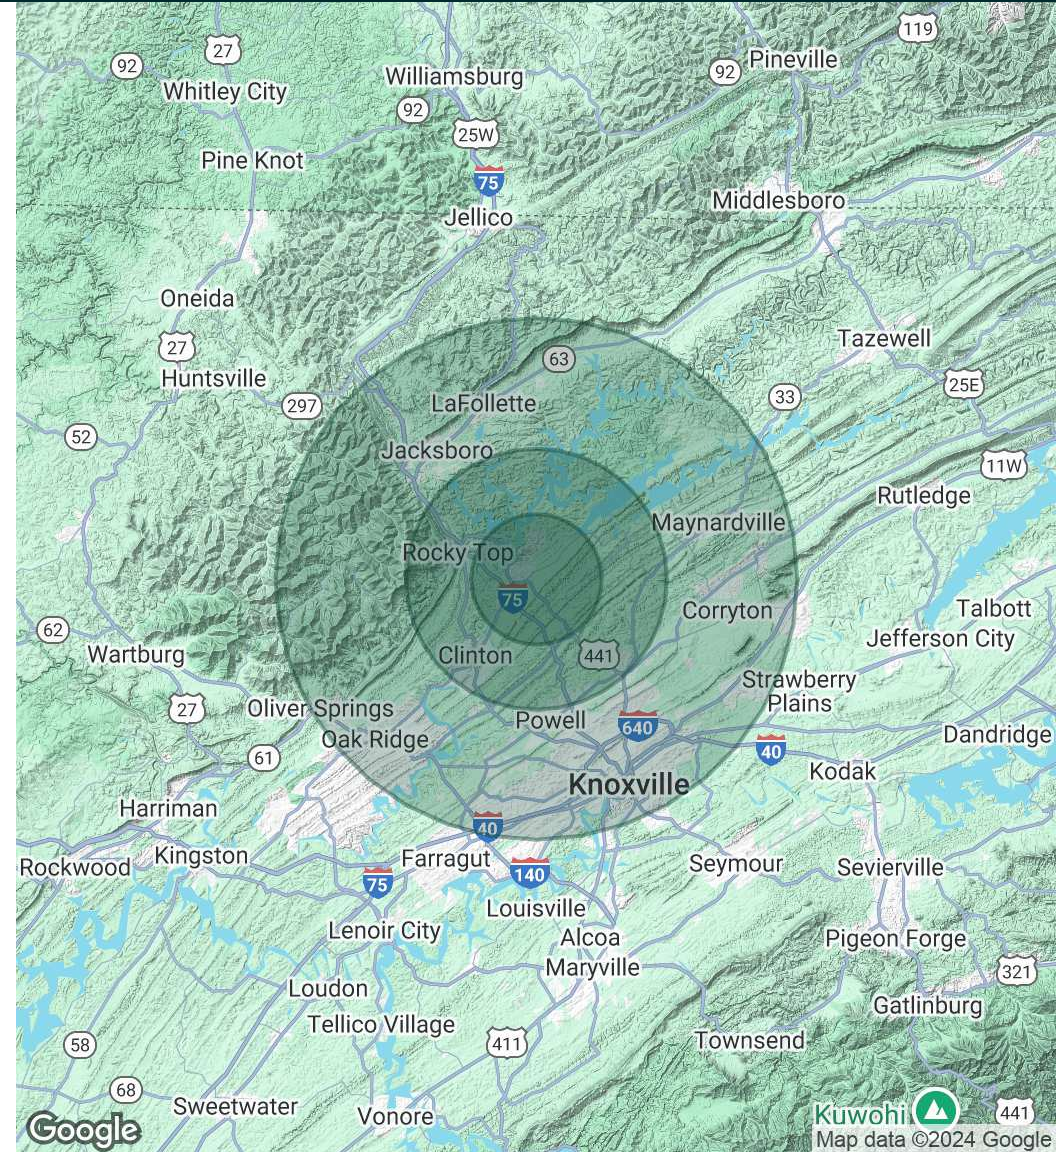 119
27
92
Pineville
92
Williamsburg
Whitley City
92
25W
Pine Knot
75
Middlesboro
Jellico
Oneida
Tazewell
27
63
Huntsville
25E
33
LaFollette
297
52
Jacksboro
11W
Rutledge
Maynardville
Rocky Top
75
Corryton
Talbott
62
Jefferson City
Wartburg
Clinton
441
Strawberry
Plains
27
Oliver Springs
Powell
640
Oak Ridge
Dandridge
40
61
Kodak
Knoxville
Harriman
40
Rockwood
Kingston
Farragut
Seymour
Sevierville
140
75
Louisville
Lenoir City
Alcoa
Pigeon Forge
Maryville
321
Loudon
Gatlinburg
Tellico Village
58
411
Townsend
68
Sweetwater
Vonore
Kuwohi
441
Google
Map data ©2024 Google